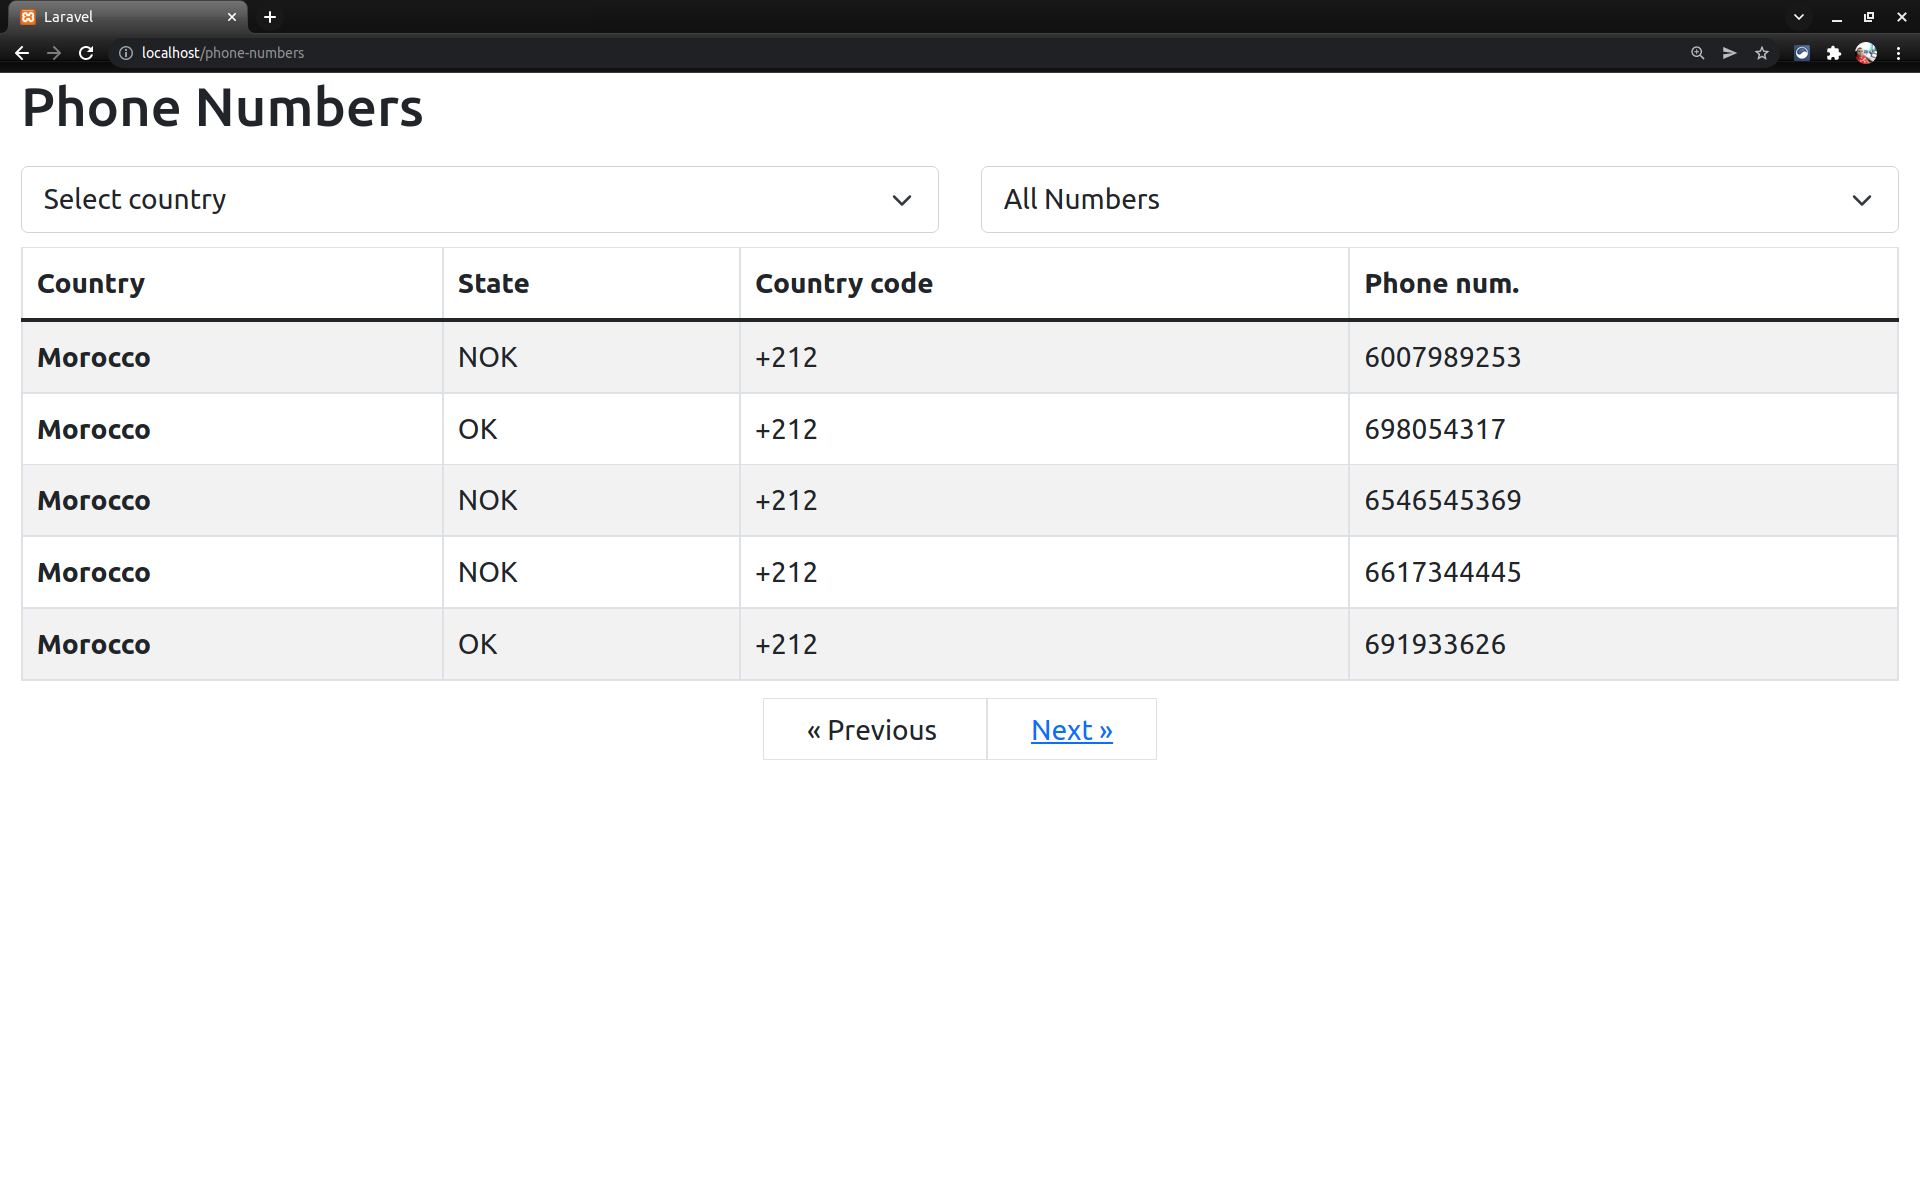 Laravel
localhost/phone-numbers
Phone Numbers
Select country All Numbers
Country State Country code Phone num.
Morocco NOK +212 6007989253
Morocco OK +212 698054317
Morocco NOK +212 6546545369
Morocco NOK +212 6617344445
Morocco OK +212 691933626
« Previous Next »